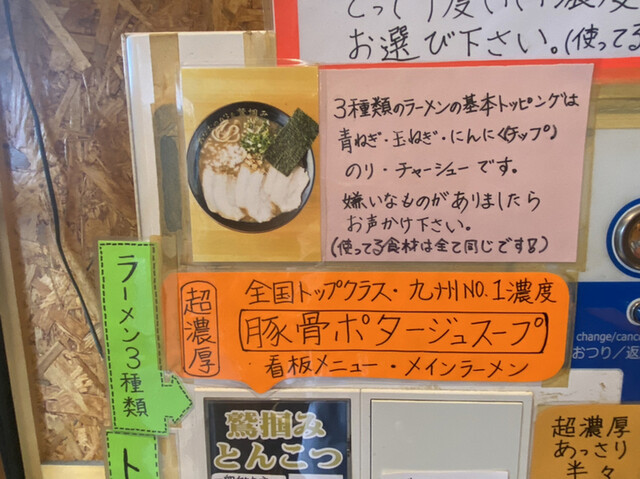 お選び下さい。(使ってる
3種類のラーメンの基本トッピングは
青ねぎ・玉ねぎ・にんにく(チップ)
のり・チャーシューです。
嫌いなものがありましたら
お声かけ下さい。
(使ってる食材は全て同じです!)
ラーメン3種類
超濃厚
全国トップクラス・九州NO.1濃度
豚骨ポタージュスープ
看板メニュー・メインラーメン
change/cance
おつり/返
鷲掴み
とんこつ
超濃厚
あっさり
半々
ト